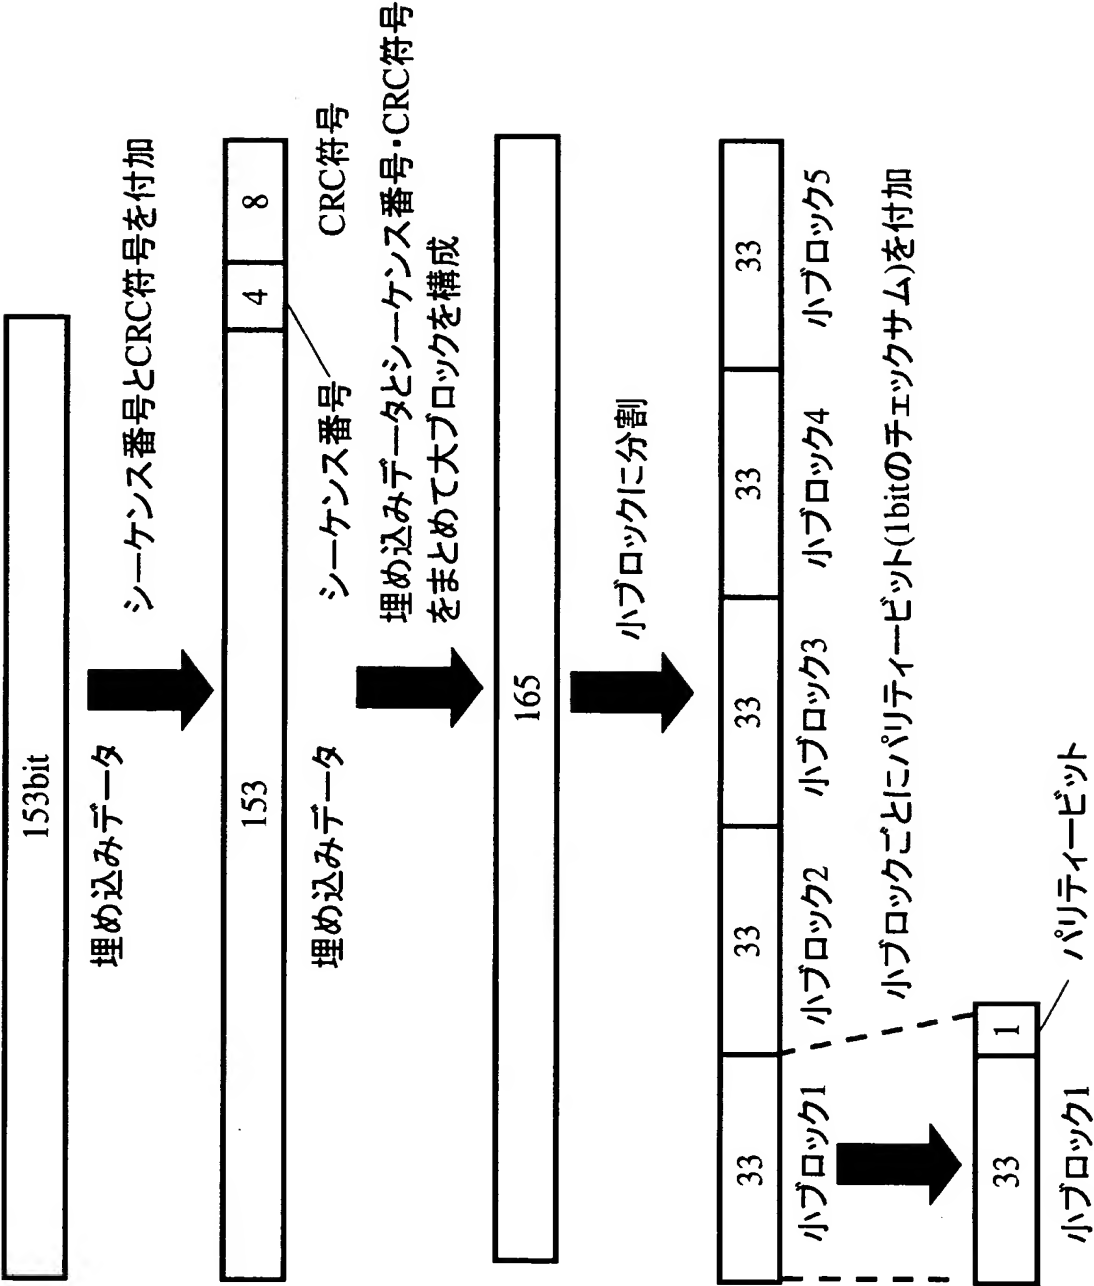 153bit
埋め込みデータ
シーケンス番号とCRC符号を付加
153
4
8
埋め込みデータ
シーケンス番号
CRC符号
埋め込みデータとシーケンス番号・CRC符号
をまとめて大ブロックを構成
165
小ブロックに分割
33
33
33
33
33
小ブロック1
小ブロック2
小ブロック3
小ブロック4
小ブロック5
小ブロックごとにパリティービット(1bitのチェックサム)を付加
33
1
小ブロック1
パリティービット